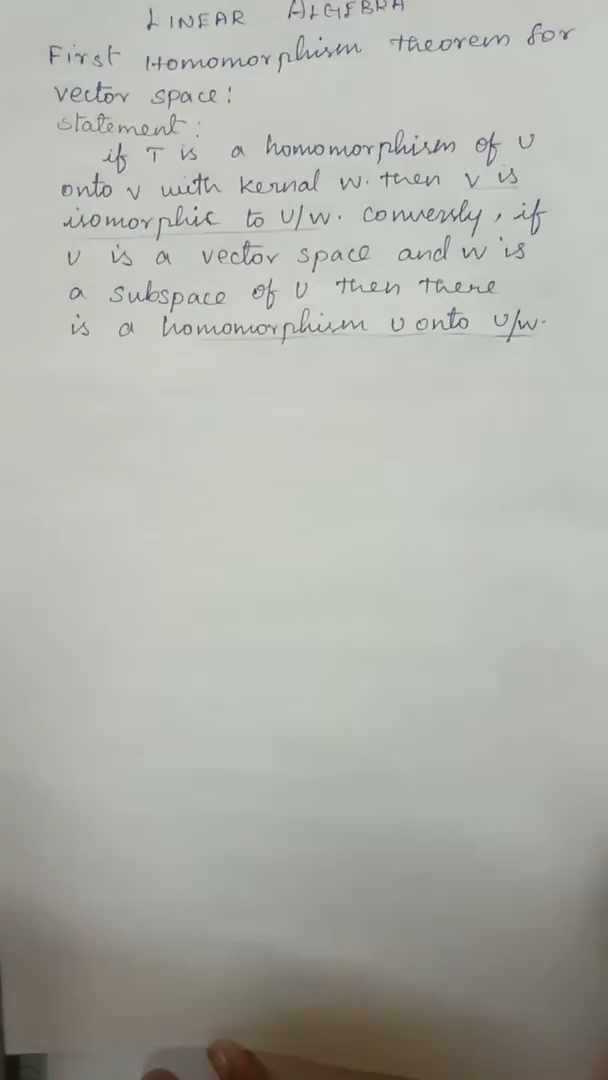 LINEAR ALGEBRA
First Homomorphism theorem for
vector space:
statement:
if T is a homomorphism of U
onto V with kernal W. then V is
isomorphic to U/W. conversly, if
U is a vector space and W is
a subspace of U then there
is a homomorphism U onto U/W.